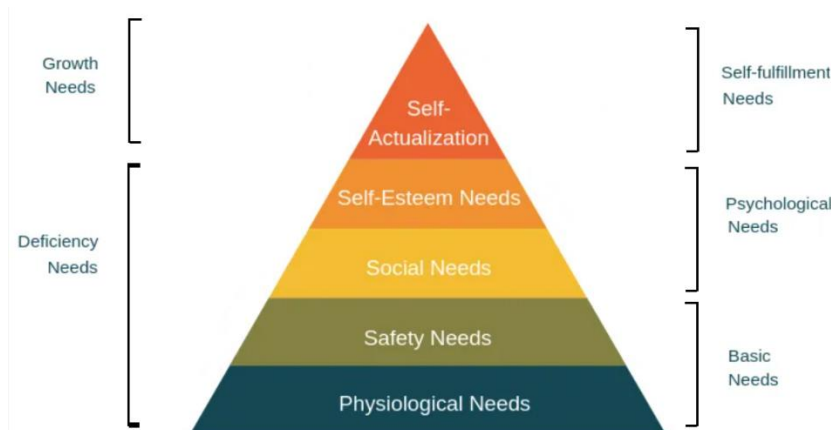 Growth
Needs
Self-fulfillment
Needs
Self-
Actualization
Self-Esteem Needs
Psychological
Needs
Deficiency
Needs
Social Needs
Safety Needs
Basic
Needs
Physiological Needs